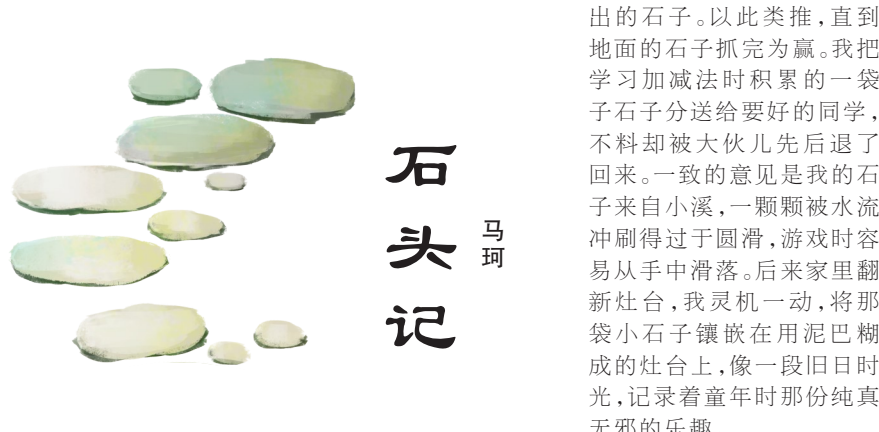 石头记
马珂
出的石子。以此类推,直到
地面的石子抓完为赢。我把
学习加减法时积累的一袋
子石子分送给要好的同学,
不料却被大伙儿先后退了
回来。一致的意见是我的石
子来自小溪,一颗颗被水流
冲刷得过于圆滑,游戏时容
易从手中滑落。后来家里翻
新灶台,我灵机一动,将那
袋小石子镶嵌在用泥巴糊
成的灶台上,像一段旧日时
光,记录着童年时那份纯真
无邪的乐趣